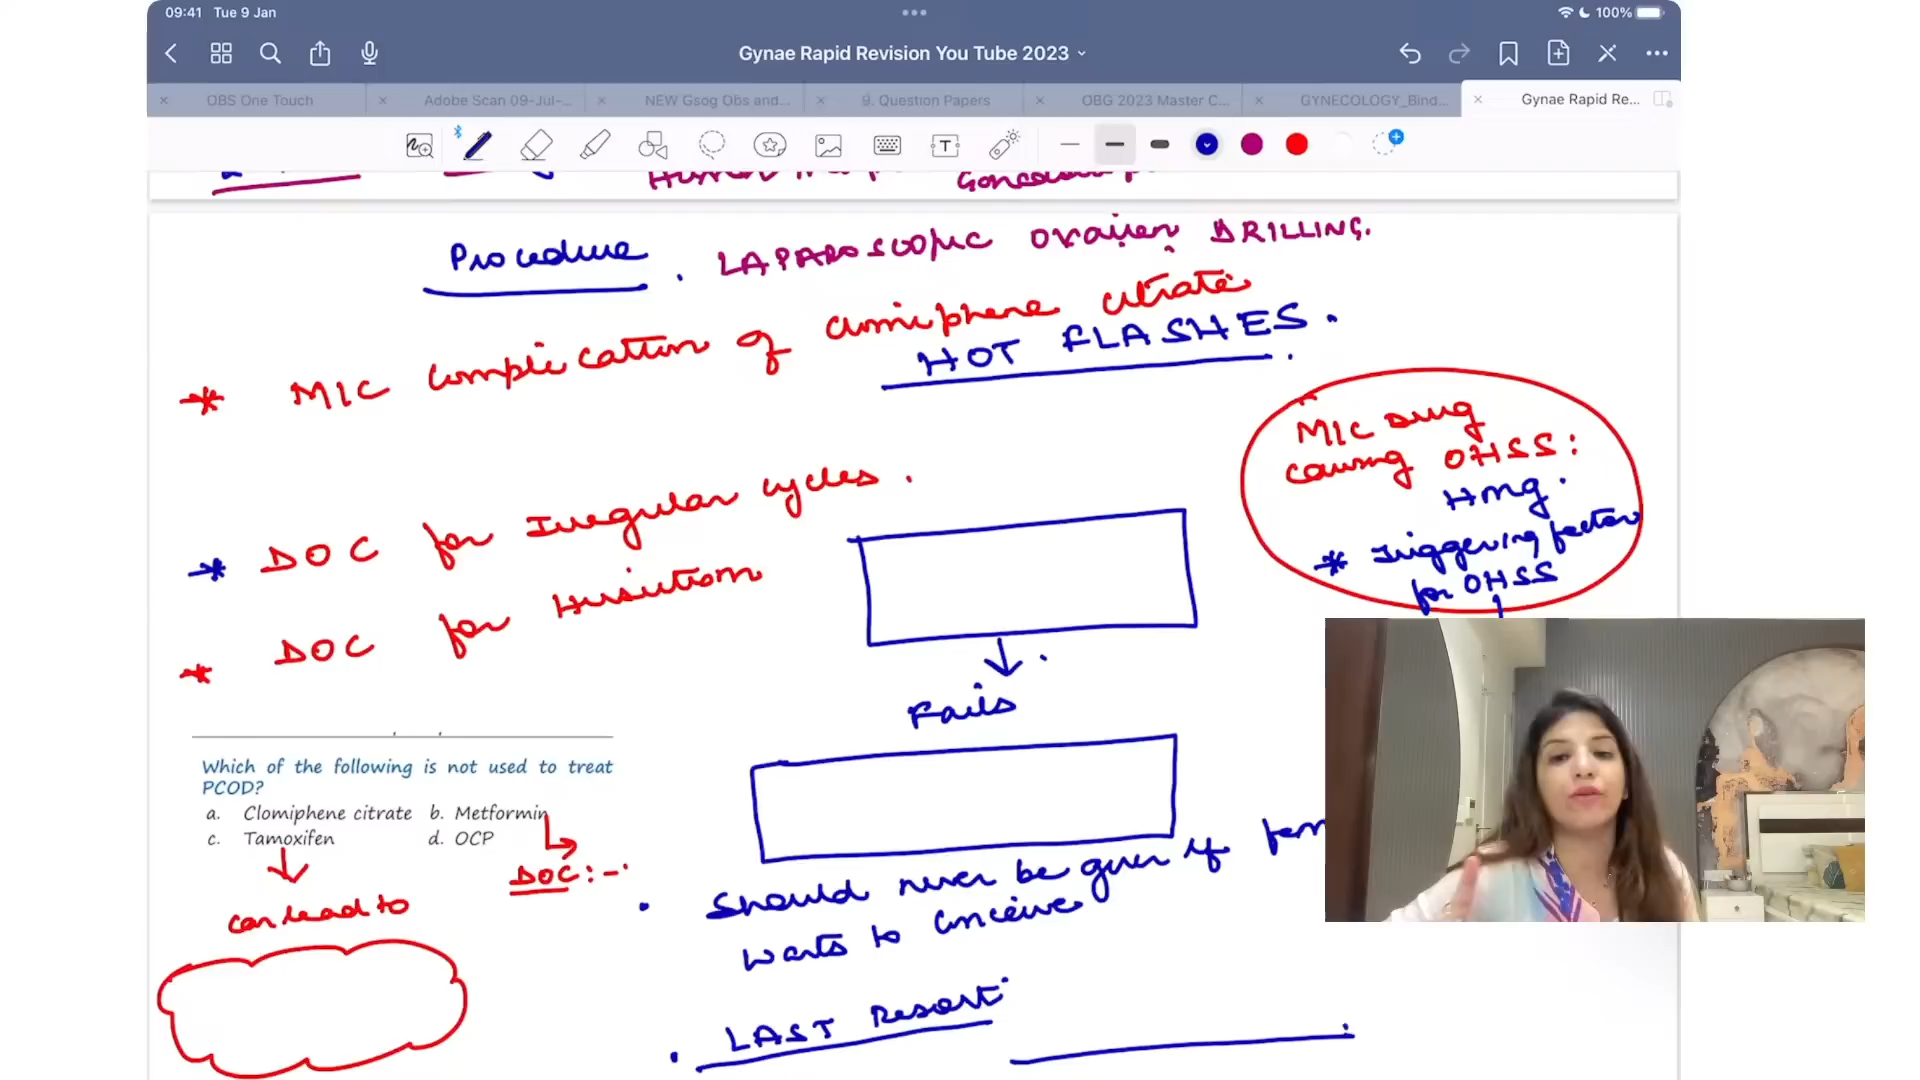 09:41 Tue 9 Jan
100%
Gynae Rapid Revision You Tube 2023
OBS One Touch
Adobe Scan 09-Jul-...
NEW Gsog Obs and...
9. Question Papers
OBG 2023 Master C...
GYNECOLOGY_Bind...
Gynae Rapid Re...
Procedure . LAPAROSCOPIC OVARIAN DRILLING.
* MIC complication of clomiphene citrate
HOT FLASHES.
MIC Drug
causing OHSS:
HMg.
* Triggering factor
for OHSS
* DOC for Irregular cycles.
* DOC for Hirsutism
Fails
Which of the following is not used to treat
PCOD?
a. Clomiphene citrate b. Metformin
c. Tamoxifen d. OCP
DOC:-
can lead to
. Should never be given if
wants to conceive
. LAST Resort